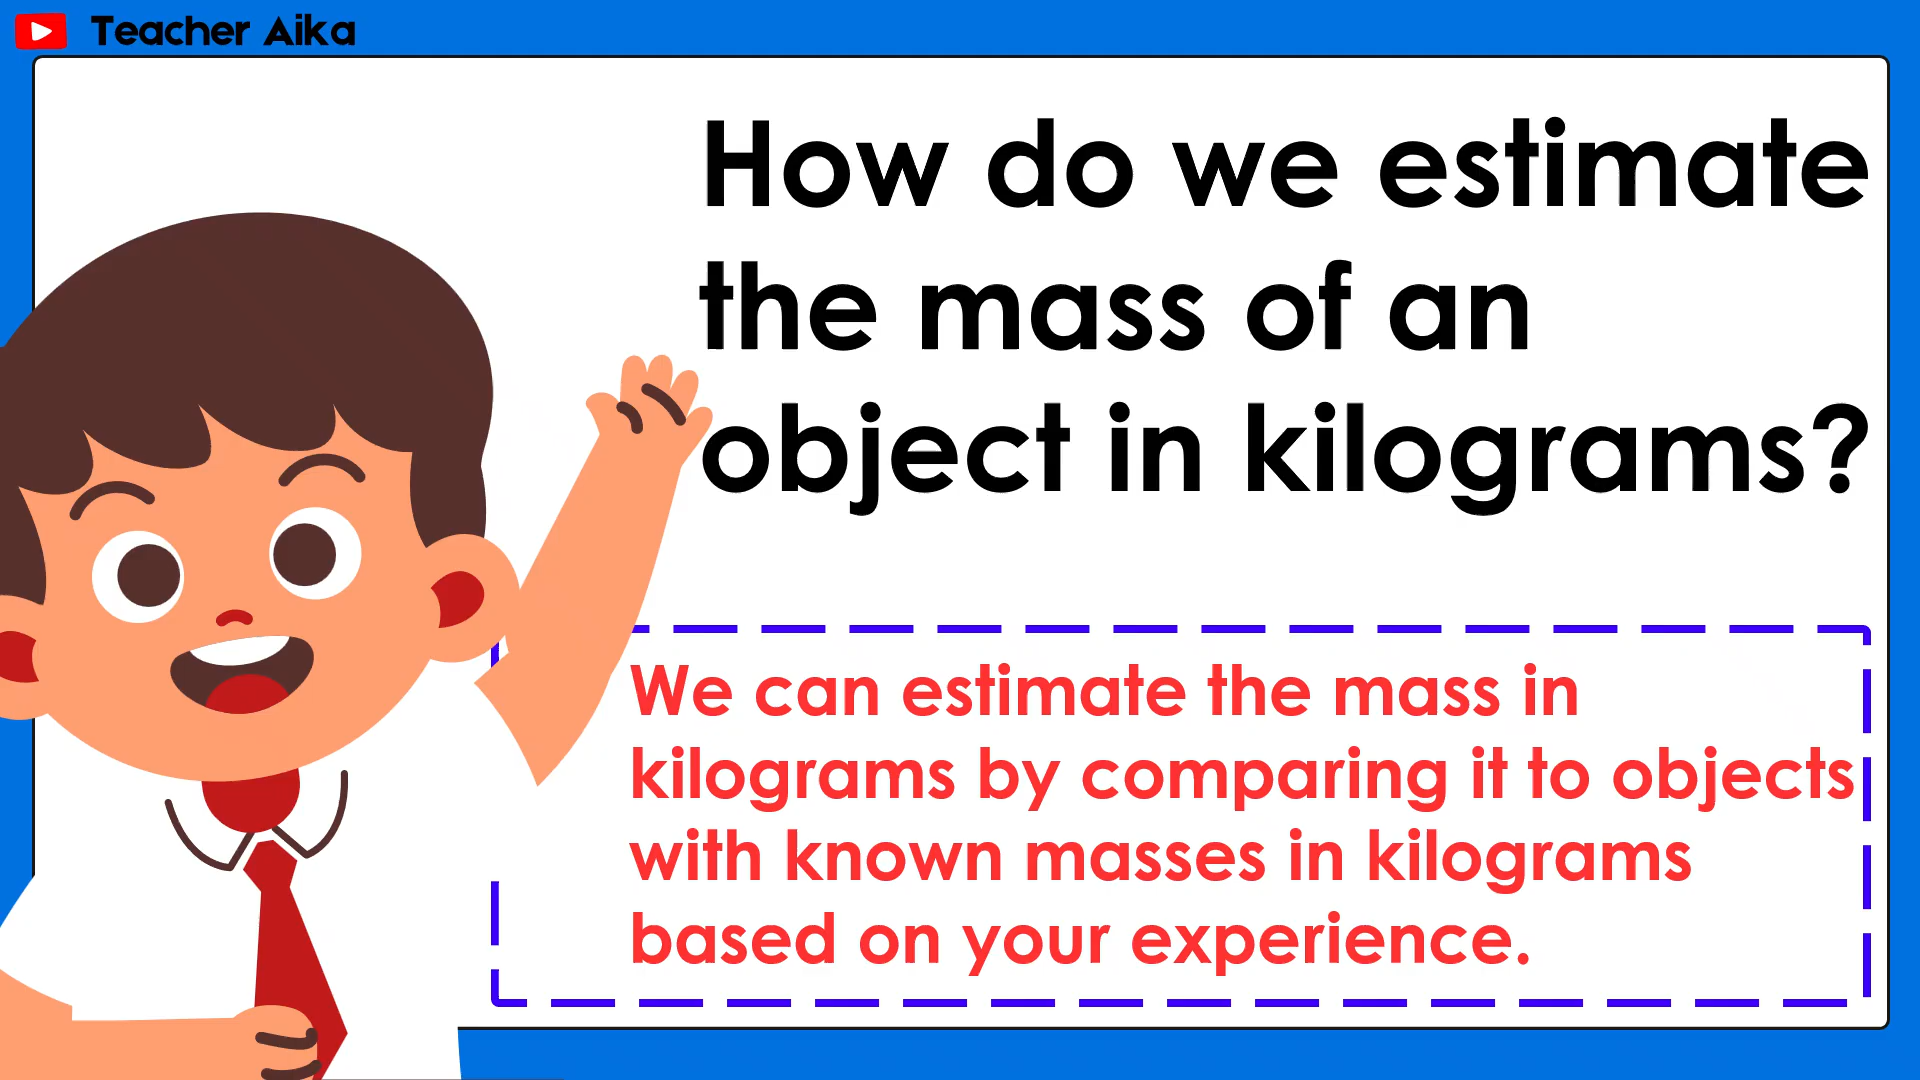 Teacher Aika
How do we estimate
the mass of an
object in kilograms?
We can estimate the mass in
kilograms by comparing it to objects
with known masses in kilograms
based on your experience.